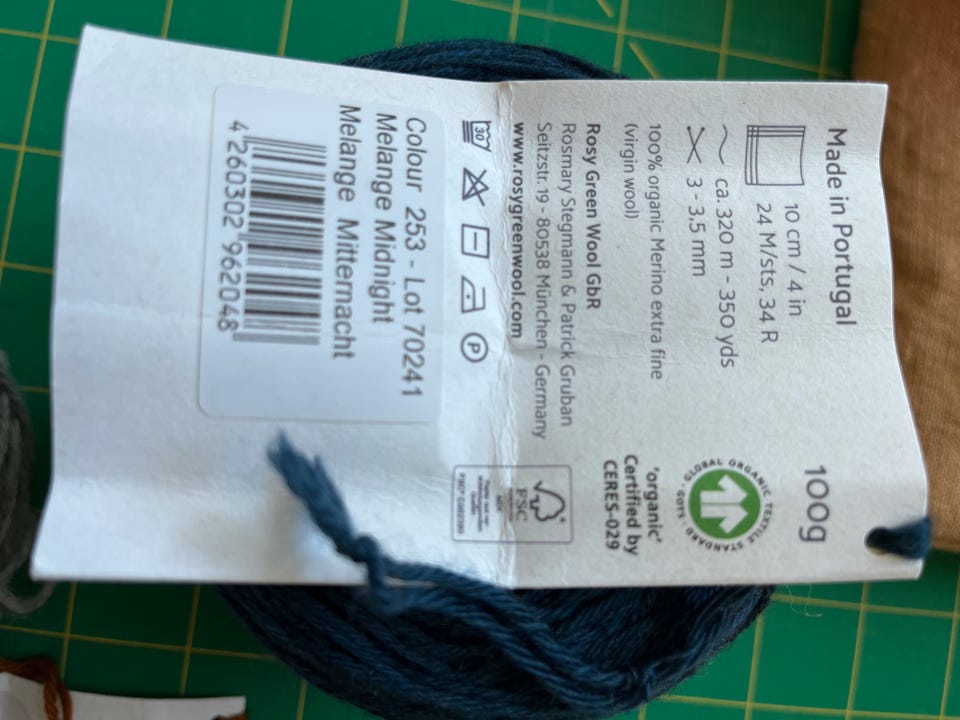 Made in Portugal
100g
10 cm / 4 in
24 M/sts, 34 R
ca. 320 m - 350 yds
3 - 3,5 mm
GLOBAL ORGANIC TEXTILE STANDARD · GOTS ·
100% organic Merino extra fine
(virgin wool)
'organic'
Certified by
CERES-029
Rosy Green Wool GbR
Rosmary Stegmann & Patrick Gruban
Seitzstr. 19 - 80538 München - Germany
www.rosygreenwool.com
FSC
MIX
30
P
Colour 253 - Lot 70241
Melange Midnight
Melange Mitternacht
4 260302 962048